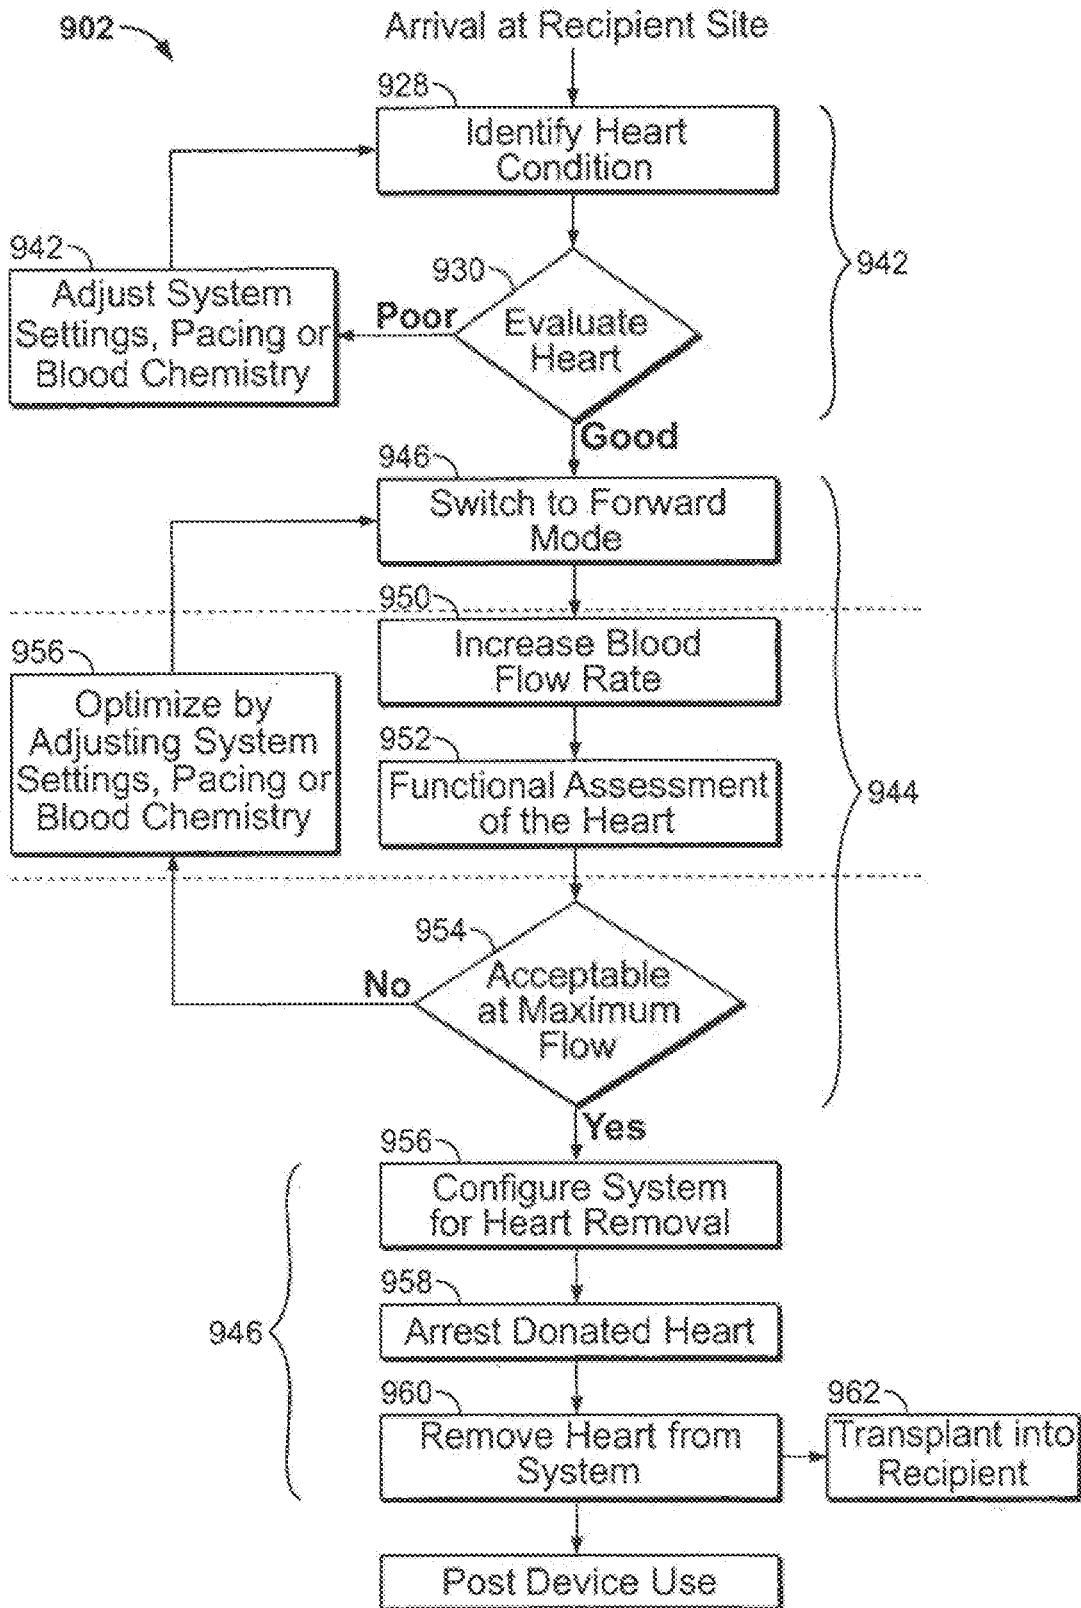 902
Arrival at Recipient Site
928
Identify Heart
Condition
942
Adjust System
Settings, Pacing or
Blood Chemistry
930
Poor
Evaluate
Heart
942
Good
946
Switch to Forward
Mode
950
Increase Blood
Flow Rate
956
Optimize by
Adjusting System
Settings, Pacing or
Blood Chemistry
952
Functional Assessment
of the Heart
944
954
No
Acceptable
at Maximum
Flow
Yes
956
Configure System
for Heart Removal
958
Arrest Donated Heart
946
960
Remove Heart from
System
962
Transplant into
Recipient
Post Device Use